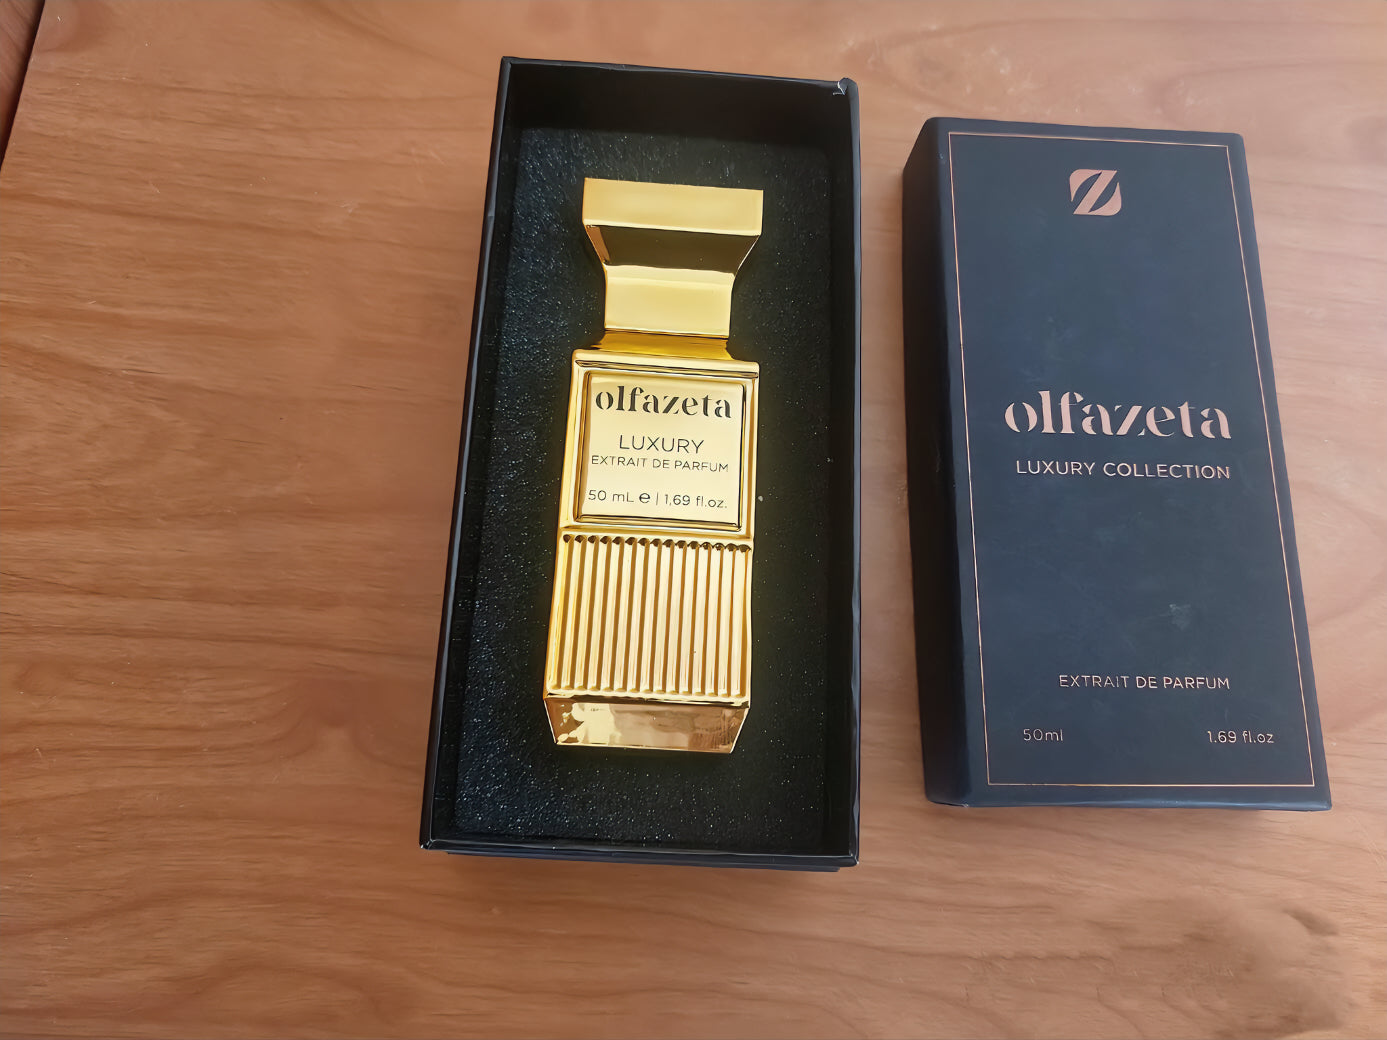 olfazeta
LUXURY
EXTRAIT DE PARFUM
50 mL e | 1,69 fl.oz.
olfazeta
LUXURY COLLECTION
EXTRAIT DE PARFUM
50ml 1.69 fl.oz